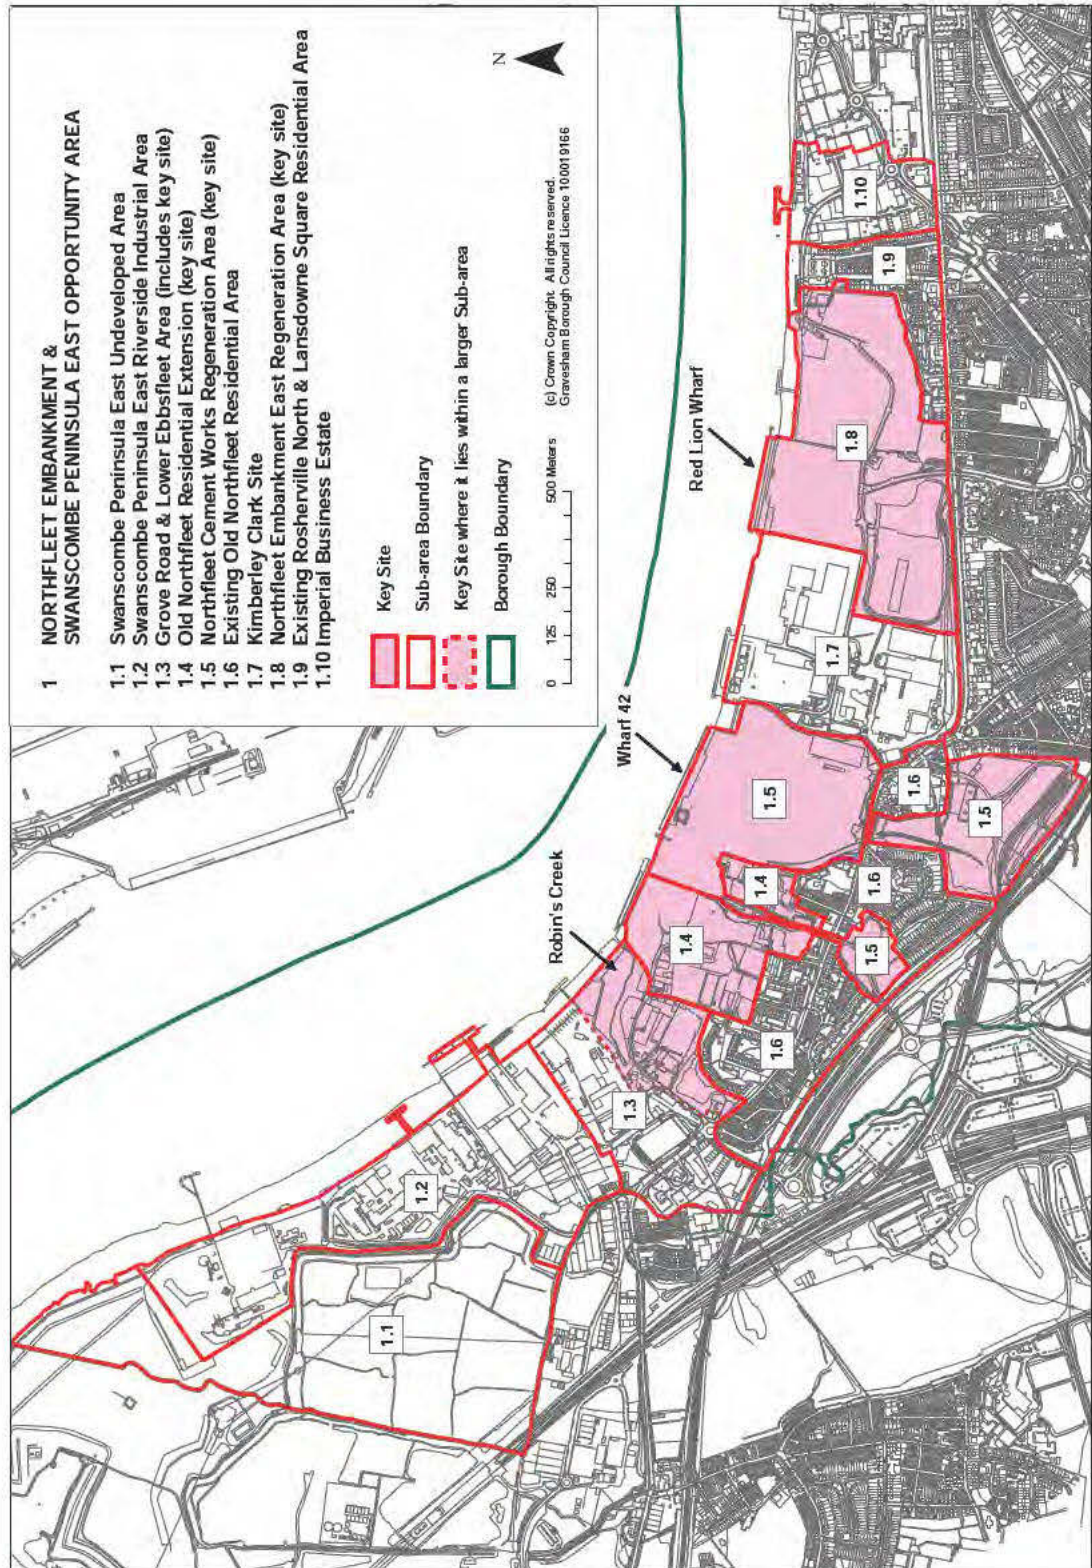 1 NORTHFLEET EMBANKMENT &
SWANSCOMBE PENINSULA EAST OPPORTUNITY AREA
1.1 Swanscombe Peninsula East Undeveloped Area
1.2 Swanscombe Peninsula East Riverside Industrial Area
1.3 Grove Road & Lower Ebbsfleet Area (includes key site)
1.4 Old Northfleet Residential Extension (key site)
1.5 Northfleet Cement Works Regeneration Area (key site)
1.6 Existing Old Northfleet Residential Area
1.7 Kimberley Clark Site
1.8 Northfleet Embankment East Regeneration Area (key site)
1.9 Existing Rosherville North & Lansdowne Square Residential Area
1.10 Imperial Business Estate
Key Site
Sub-area Boundary
Key Site where it lies within a larger Sub-area
Borough Boundary
N
0 125 250 500 Meters
(c) Crown Copyright. All rights reserved.
Gravesham Borough Council Licence 100019166
Robin's Creek
Wharf 42
Red Lion Wharf
1.1
1.2
1.3
1.4
1.4
1.5
1.5
1.5
1.6
1.6
1.6
1.7
1.8
1.9
1.10